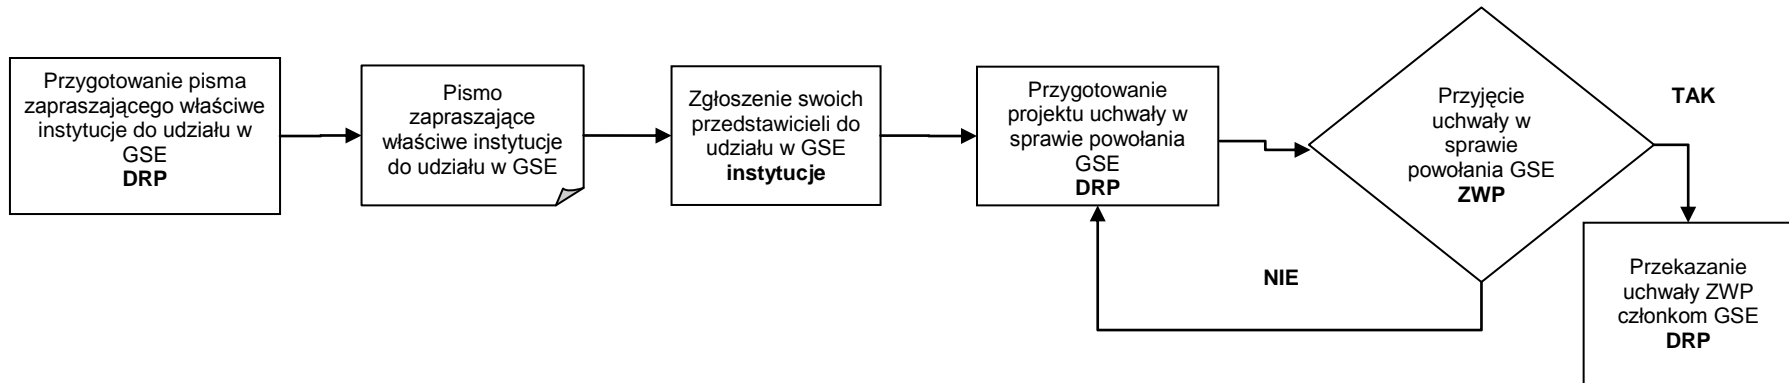 Przygotowanie pisma
zapraszającego właściwe
instytucje do udziału w
GSE
DRP
Pismo
zapraszające
właściwe instytucje
do udziału w GSE
Zgłoszenie swoich
przedstawicieli do
udziału w GSE
instytucje
Przygotowanie
projektu uchwały w
sprawie powołania
GSE
DRP
Przyjęcie
uchwały w
sprawie
powołania GSE
ZWP
TAK
NIE
Przekazanie
uchwały ZWP
członkom GSE
DRP